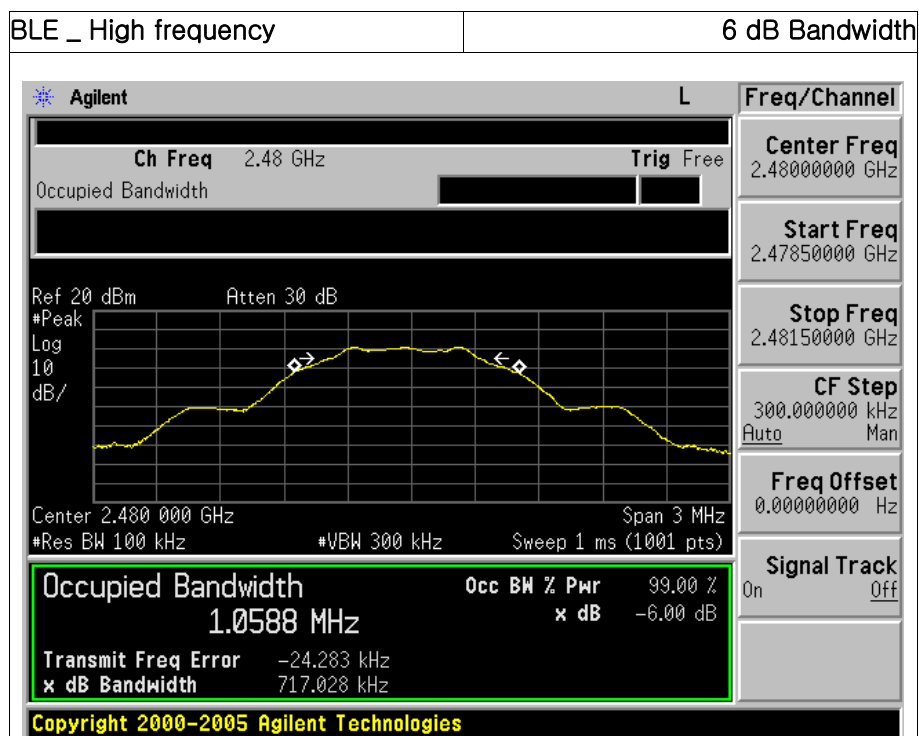 BLE _ High frequency 6 dB Bandwidth
Agilent L Freq/Channel
Ch Freq 2.48 GHz Trig Free
Occupied Bandwidth
Center Freq
2.48000000 GHz
Start Freq
2.47850000 GHz
Stop Freq
2.48150000 GHz
CF Step
300.000000 kHz
Auto Man
Freq Offset
0.00000000 Hz
Signal Track
On Off
Ref 20 dBm Atten 30 dB
#Peak
Log
10
dB/
Center 2.480 000 GHz Span 3 MHz
#Res BW 100 kHz #VBW 300 kHz Sweep 1 ms (1001 pts)
Occupied Bandwidth Occ BW % Pwr 99.00 %
1.0588 MHz x dB -6.00 dB
Transmit Freq Error -24.283 kHz
x dB Bandwidth 717.028 kHz
Copyright 2000-2005 Agilent Technologies